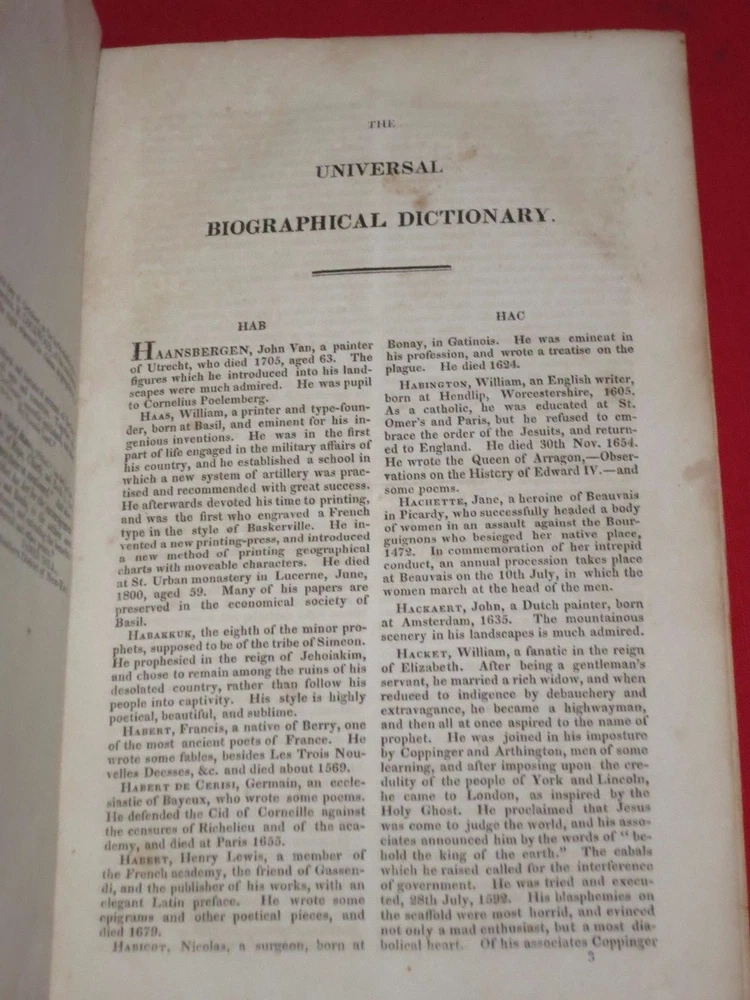 THE
UNIVERSAL
BIOGRAPHICAL DICTIONARY.
HAB
HAANSBERGEN, John Van, a painter
of Utrecht, who died 1705, aged 63. The
figures which he introduced into his land-
scapes were much admired. He was pupil
to Cornelius Poelemberg.
HAAS, William, a printer and type-foun-
der, born at Basil, and eminent for his in-
genious inventions. He was in the first
part of life engaged in the military affairs of
his country, and he established a school in
which a new system of artillery was prac-
tised and recommended with great success.
He afterwards devoted his time to printing,
and was the first who engraved a French
type in the style of Baskerville. He in-
vented a new printing-press, and introduced
a new method of printing geographical
charts with moveable characters. He died
at St. Urban monastery in Lucerne, June,
1800, aged 59. Many of his papers are
preserved in the economical society of
Basil.
HABAKKUK, the eighth of the minor pro-
phets, supposed to be of the tribe of Simeon.
He prophesied in the reign of Jehoiakim,
and chose to remain among the ruins of his
desolated country, rather than follow his
people into captivity. His style is highly
poetical, beautiful, and sublime.
HABERT, Francis, a native of Berry, one
of the most ancient poets of France. He
wrote some fables, besides Les Trois Nou-
velles Deesses, &c. and died about 1569.
HABERT DE CERISI, Germain, an eccle-
siastic of Bayeux, who wrote some poems.
He defended the Cid of Corneille against
the censures of Richelieu and of the aca-
demy, and died at Paris 1655.
HABERT, Henry Lewis, a member of
the French academy, the friend of Gassen-
di, and the publisher of his works, with an
elegant Latin preface. He wrote some
epigrams and other poetical pieces, and
died 1679.
HABICOT, Nicolas, a surgeon, born at
HAC
Bonay, in Gatinois. He was eminent in
his profession, and wrote a treatise on the
plague. He died 1624.
HABINGTON, William, an English writer,
born at Hendlip, Worcestershire, 1605.
As a catholic, he was educated at St.
Omer's and Paris, but he refused to em-
brace the order of the Jesuits, and return-
ed to England. He died 30th Nov. 1654.
He wrote the Queen of Arragon,—Obser-
vations on the History of Edward IV.—and
some poems.
HACHETTE, Jane, a heroine of Beauvais
in Picardy, who successfully headed a body
of women in an assault against the Bour-
guignons who besieged her native place,
1472. In commemoration of her intrepid
conduct, an annual procession takes place
at Beauvais on the 10th July, in which the
women march at the head of the men.
HACKAERT, John, a Dutch painter, born
at Amsterdam, 1635. The mountainous
scenery in his landscapes is much admired.
HACKET, William, a fanatic in the reign
of Elizabeth. After being a gentleman's
servant, he married a rich widow, and when
reduced to indigence by debauchery and
extravagance, he became a highwayman,
and then all at once aspired to the name of
prophet. He was joined in his imposture
by Coppinger and Arthington, men of some
learning, and after imposing upon the cre-
dulity of the people of York and Lincoln,
he came to London, as inspired by the
Holy Ghost. He proclaimed that Jesus
was come to judge the world, and his asso-
ciates announced him by the words of "be-
hold the king of the earth." The cabals
which he raised called for the interference
of government. He was tried and execu-
ted, 28th July, 1592. His blasphemies on
the scaffold were most horrid, and evinced
not only a mad enthusiast, but a most dia-
bolical heart. Of his associates Coppinger
3